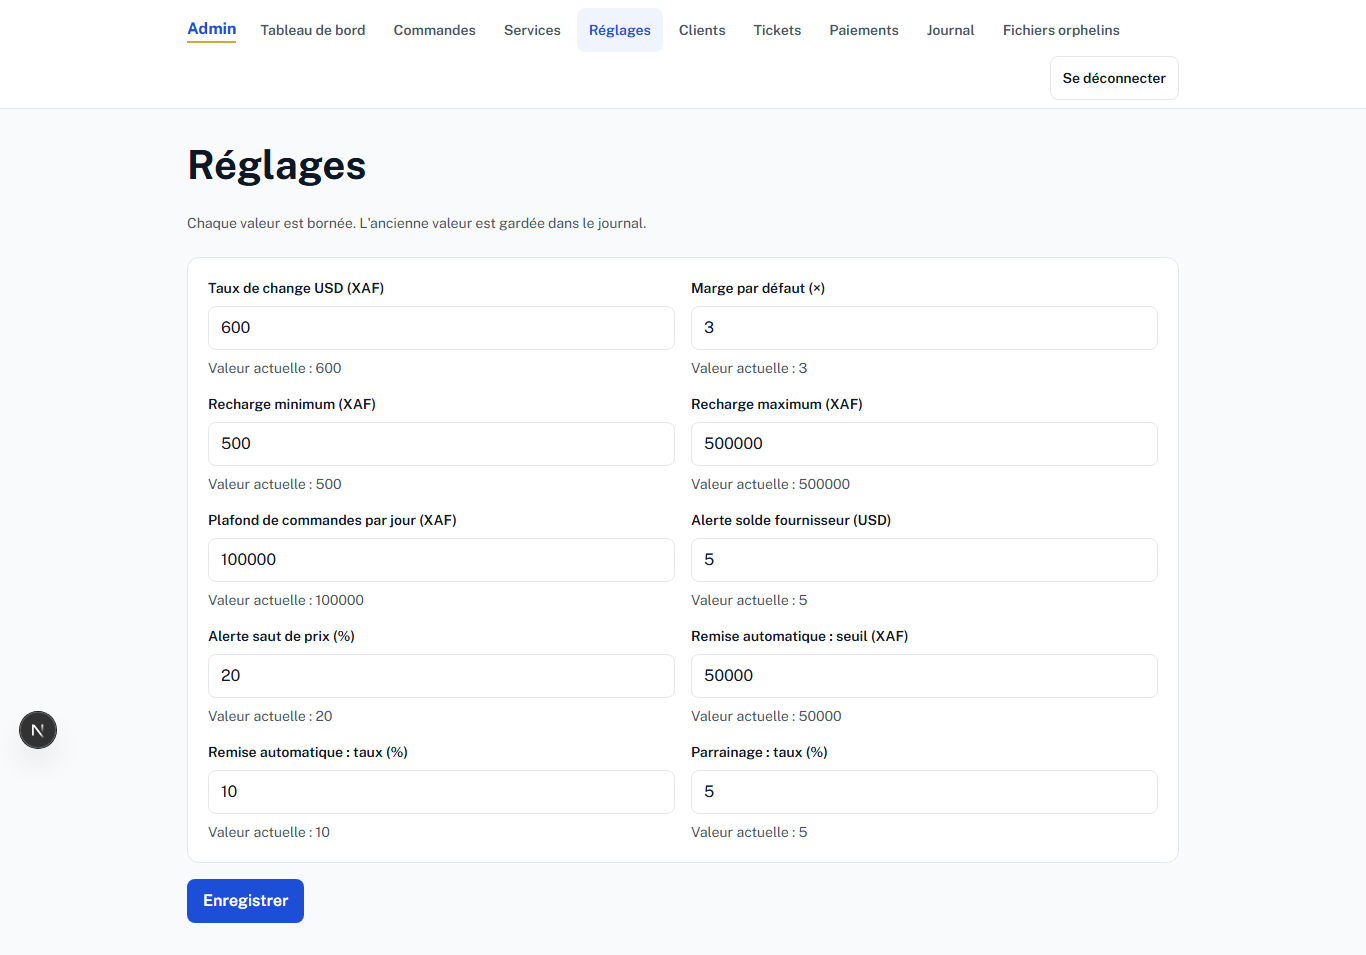 Admin Tableau de bord Commandes Services Réglages Clients Tickets Paiements Journal Fichiers orphelins
Se déconnecter
Réglages
Chaque valeur est bornée. L'ancienne valeur est gardée dans le journal.
Taux de change USD (XAF)
600
Valeur actuelle : 600
Marge par défaut (×)
3
Valeur actuelle : 3
Recharge minimum (XAF)
500
Valeur actuelle : 500
Recharge maximum (XAF)
500000
Valeur actuelle : 500000
Plafond de commandes par jour (XAF)
100000
Valeur actuelle : 100000
Alerte solde fournisseur (USD)
5
Valeur actuelle : 5
Alerte saut de prix (%)
20
Valeur actuelle : 20
Remise automatique : seuil (XAF)
50000
Valeur actuelle : 50000
Remise automatique : taux (%)
10
Valeur actuelle : 10
Parrainage : taux (%)
5
Valeur actuelle : 5
N
Enregistrer